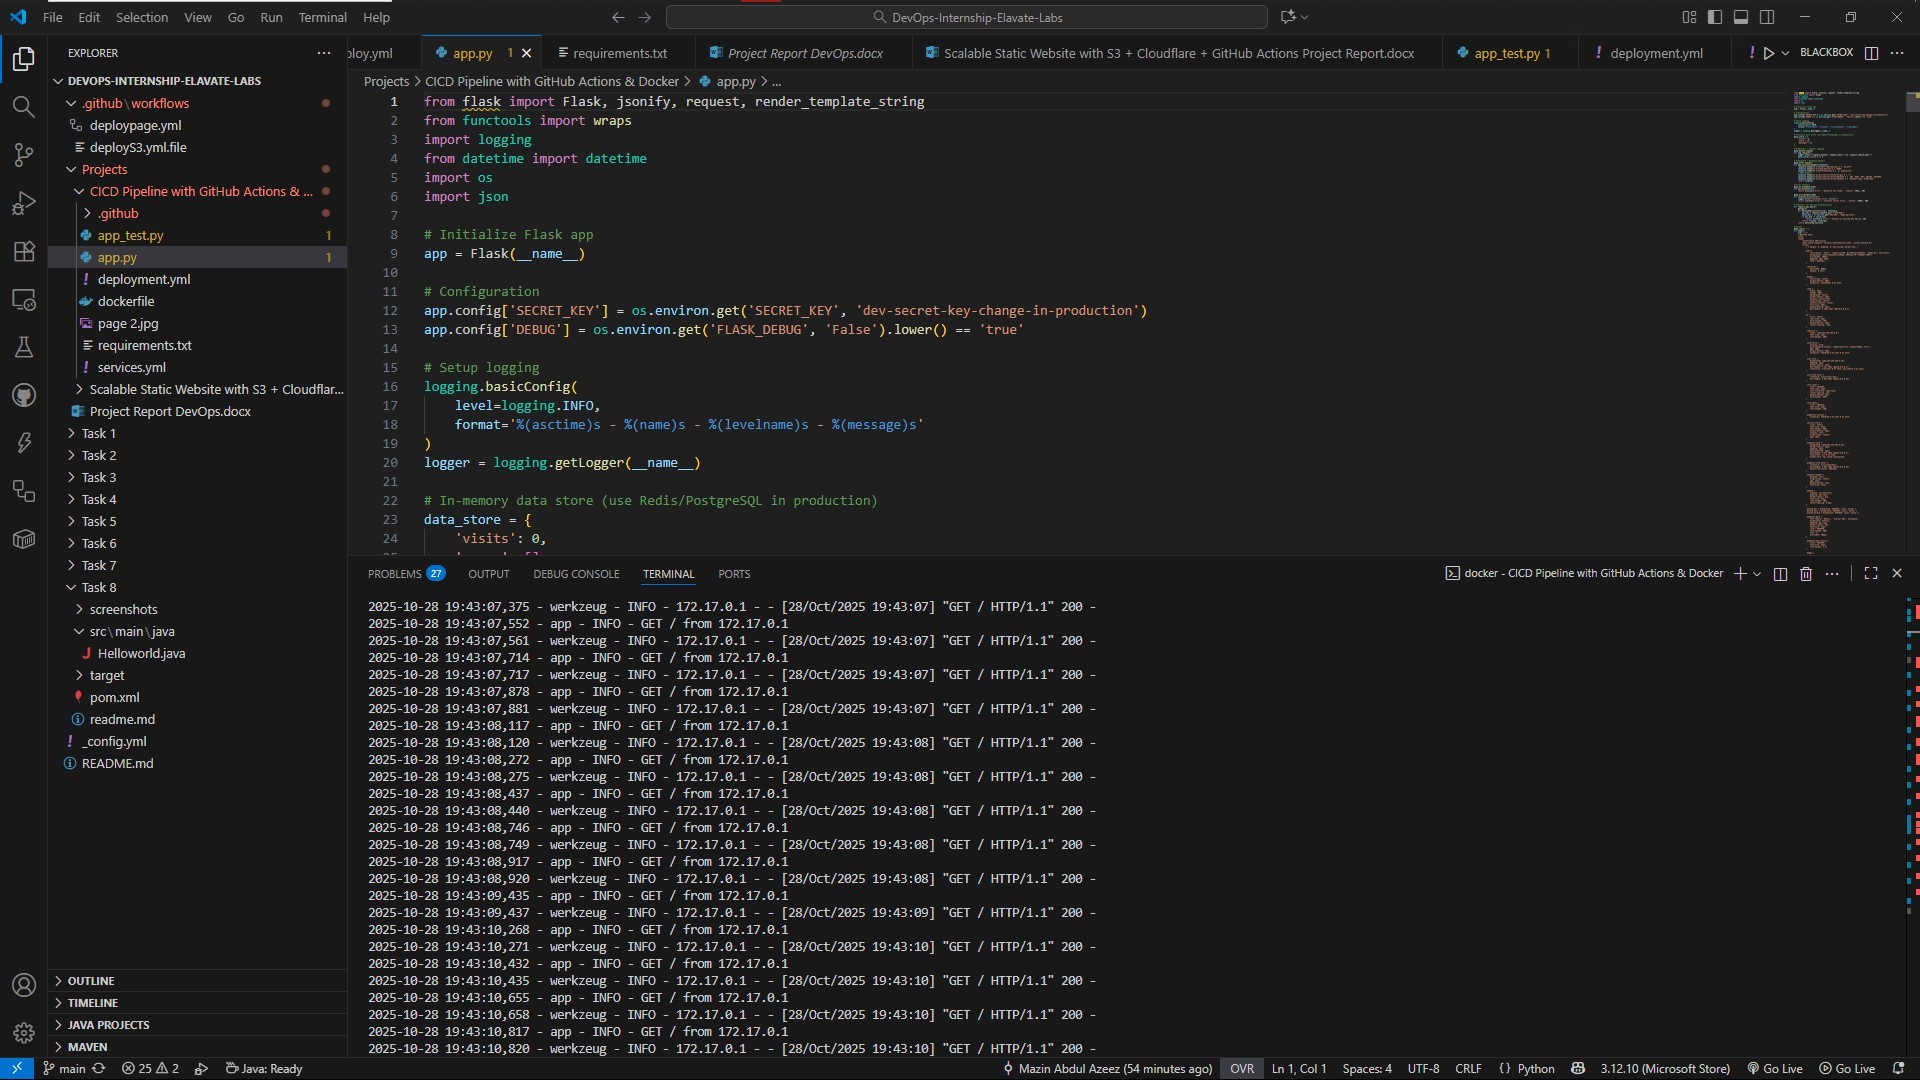 File Edit Selection View Go Run Terminal Help
DevOps-Internship-Elavate-Labs
EXPLORER
DEVOPS-INTERNSHIP-ELAVATE-LABS
.github\workflows
deploypage.yml
deployS3.yml.file
Projects
CICD Pipeline with GitHub Actions & ...
.github
app_test.py 1
app.py 1
deployment.yml
dockerfile
page 2.jpg
requirements.txt
services.yml
Scalable Static Website with S3 + Cloudflar...
Project Report DevOps.docx
Task 1
Task 2
Task 3
Task 4
Task 5
Task 6
Task 7
Task 8
screenshots
src\main\java
Helloworld.java
target
pom.xml
readme.md
_config.yml
README.md
OUTLINE
TIMELINE
JAVA PROJECTS
MAVEN
loy.yml app.py 1 requirements.txt Project Report DevOps.docx Scalable Static Website with S3 + Cloudflare + GitHub Actions Project Report.docx app_test.py 1 deployment.yml BLACKBOX
Projects > CICD Pipeline with GitHub Actions & Docker > app.py > ...
1 from flask import Flask, jsonify, request, render_template_string
2 from functools import wraps
3 import logging
4 from datetime import datetime
5 import os
6 import json
7
8 # Initialize Flask app
9 app = Flask(__name__)
10
11 # Configuration
12 app.config['SECRET_KEY'] = os.environ.get('SECRET_KEY', 'dev-secret-key-change-in-production')
13 app.config['DEBUG'] = os.environ.get('FLASK_DEBUG', 'False').lower() == 'true'
14
15 # Setup logging
16 logging.basicConfig(
17 level=logging.INFO,
18 format='%(asctime)s - %(name)s - %(levelname)s - %(message)s'
19 )
20 logger = logging.getLogger(__name__)
21
22 # In-memory data store (use Redis/PostgreSQL in production)
23 data_store = {
24 'visits': 0,
PROBLEMS 27 OUTPUT DEBUG CONSOLE TERMINAL PORTS
docker - CICD Pipeline with GitHub Actions & Docker
2025-10-28 19:43:07,375 - werkzeug - INFO - 172.17.0.1 - - [28/Oct/2025 19:43:07] "GET / HTTP/1.1" 200 -
2025-10-28 19:43:07,552 - app - INFO - GET / from 172.17.0.1
2025-10-28 19:43:07,561 - werkzeug - INFO - 172.17.0.1 - - [28/Oct/2025 19:43:07] "GET / HTTP/1.1" 200 -
2025-10-28 19:43:07,714 - app - INFO - GET / from 172.17.0.1
2025-10-28 19:43:07,717 - werkzeug - INFO - 172.17.0.1 - - [28/Oct/2025 19:43:07] "GET / HTTP/1.1" 200 -
2025-10-28 19:43:07,878 - app - INFO - GET / from 172.17.0.1
2025-10-28 19:43:07,881 - werkzeug - INFO - 172.17.0.1 - - [28/Oct/2025 19:43:07] "GET / HTTP/1.1" 200 -
2025-10-28 19:43:08,117 - app - INFO - GET / from 172.17.0.1
2025-10-28 19:43:08,120 - werkzeug - INFO - 172.17.0.1 - - [28/Oct/2025 19:43:08] "GET / HTTP/1.1" 200 -
2025-10-28 19:43:08,272 - app - INFO - GET / from 172.17.0.1
2025-10-28 19:43:08,275 - werkzeug - INFO - 172.17.0.1 - - [28/Oct/2025 19:43:08] "GET / HTTP/1.1" 200 -
2025-10-28 19:43:08,437 - app - INFO - GET / from 172.17.0.1
2025-10-28 19:43:08,440 - werkzeug - INFO - 172.17.0.1 - - [28/Oct/2025 19:43:08] "GET / HTTP/1.1" 200 -
2025-10-28 19:43:08,746 - app - INFO - GET / from 172.17.0.1
2025-10-28 19:43:08,749 - werkzeug - INFO - 172.17.0.1 - - [28/Oct/2025 19:43:08] "GET / HTTP/1.1" 200 -
2025-10-28 19:43:08,917 - app - INFO - GET / from 172.17.0.1
2025-10-28 19:43:08,920 - werkzeug - INFO - 172.17.0.1 - - [28/Oct/2025 19:43:08] "GET / HTTP/1.1" 200 -
2025-10-28 19:43:09,435 - app - INFO - GET / from 172.17.0.1
2025-10-28 19:43:09,437 - werkzeug - INFO - 172.17.0.1 - - [28/Oct/2025 19:43:09] "GET / HTTP/1.1" 200 -
2025-10-28 19:43:10,268 - app - INFO - GET / from 172.17.0.1
2025-10-28 19:43:10,271 - werkzeug - INFO - 172.17.0.1 - - [28/Oct/2025 19:43:10] "GET / HTTP/1.1" 200 -
2025-10-28 19:43:10,432 - app - INFO - GET / from 172.17.0.1
2025-10-28 19:43:10,435 - werkzeug - INFO - 172.17.0.1 - - [28/Oct/2025 19:43:10] "GET / HTTP/1.1" 200 -
2025-10-28 19:43:10,655 - app - INFO - GET / from 172.17.0.1
2025-10-28 19:43:10,658 - werkzeug - INFO - 172.17.0.1 - - [28/Oct/2025 19:43:10] "GET / HTTP/1.1" 200 -
2025-10-28 19:43:10,817 - app - INFO - GET / from 172.17.0.1
2025-10-28 19:43:10,820 - werkzeug - INFO - 172.17.0.1 - - [28/Oct/2025 19:43:10] "GET / HTTP/1.1" 200 -
main 25 2 Java: Ready Mazin Abdul Azeez (54 minutes ago) OVR Ln 1, Col 1 Spaces: 4 UTF-8 CRLF { } Python 3.12.10 (Microsoft Store) Go Live Go Live